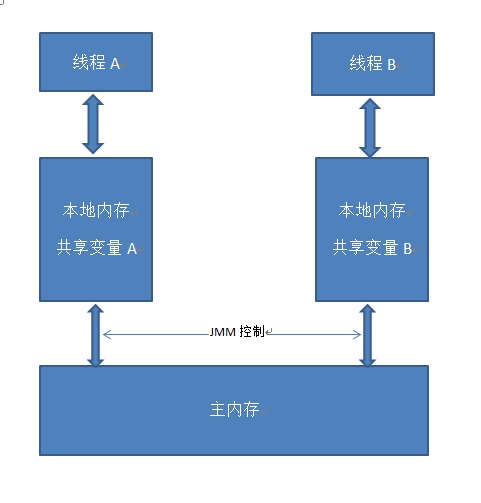 线程 A
线程 B
本地内存
共享变量 A
本地内存
共享变量 B
JMM 控制
主内存